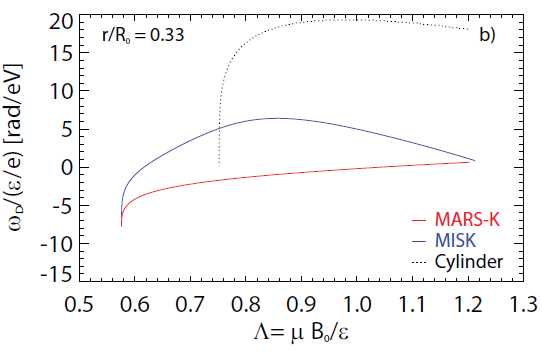 20
15
10
5
0
-5
-10
-15
ω_D/(ε/e) [rad/eV]
r/R₀ = 0.33
b)
MARS-K
MISK
Cylinder
0.5 0.6 0.7 0.8 0.9 1.0 1.1 1.2 1.3
Λ= μ B₀/ε